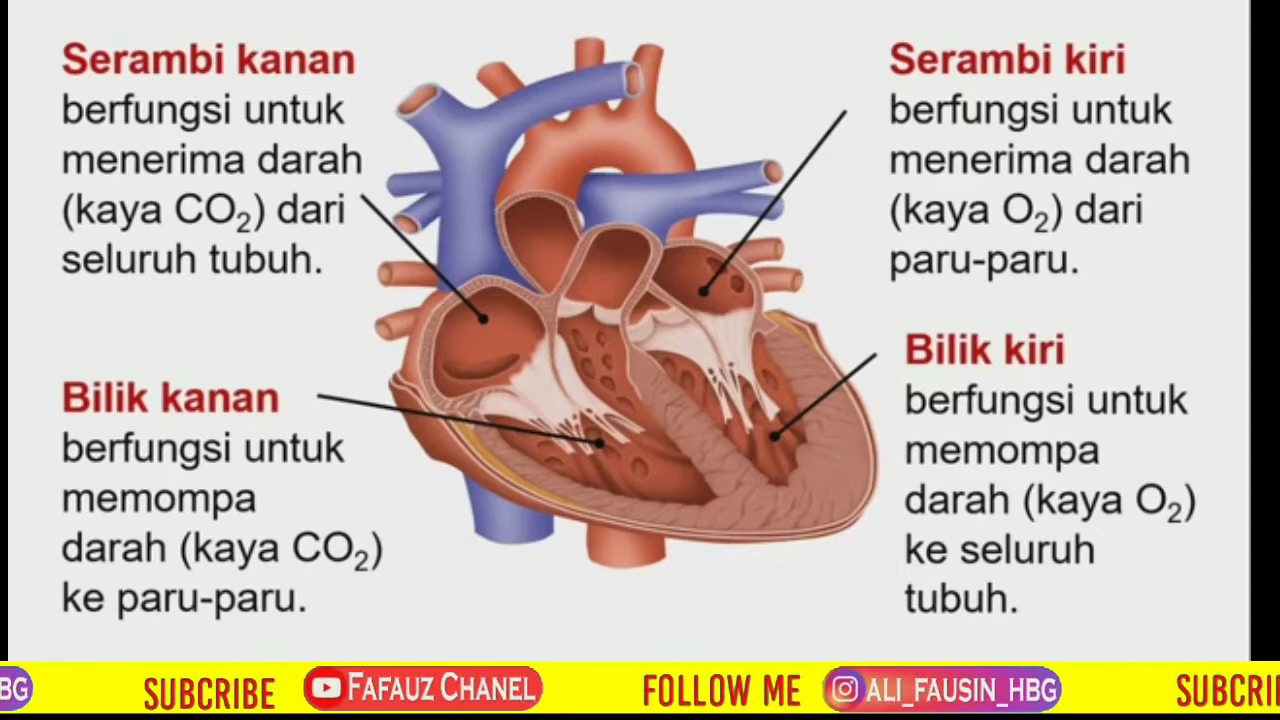 Serambi kanan
berfungsi untuk
menerima darah
(kaya CO₂) dari
seluruh tubuh.
Serambi kiri
berfungsi untuk
menerima darah
(kaya O₂) dari
paru-paru.
Bilik kanan
berfungsi untuk
memompa
darah (kaya CO₂)
ke paru-paru.
Bilik kiri
berfungsi untuk
memompa
darah (kaya O₂)
ke seluruh
tubuh.
BG SUBCRIBE FAFAUZ CHANEL FOLLOW ME ALI_FAUSIN_HBG SUBCRI